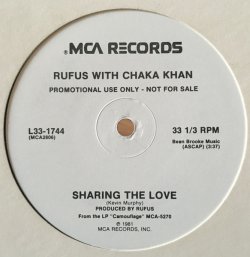 ®MCA RECORDS
RUFUS WITH CHAKA KHAN
PROMOTIONAL USE ONLY - NOT FOR SALE
L33-1744
(MCA2606)
33 1/3 RPM
Bean Brooke Music
(ASCAP) (3:37)
SHARING THE LOVE
(Kevin Murphy)
PRODUCED BY RUFUS
From the LP "Camouflage" MCA-5270
℗ 1981
MCA RECORDS, INC.